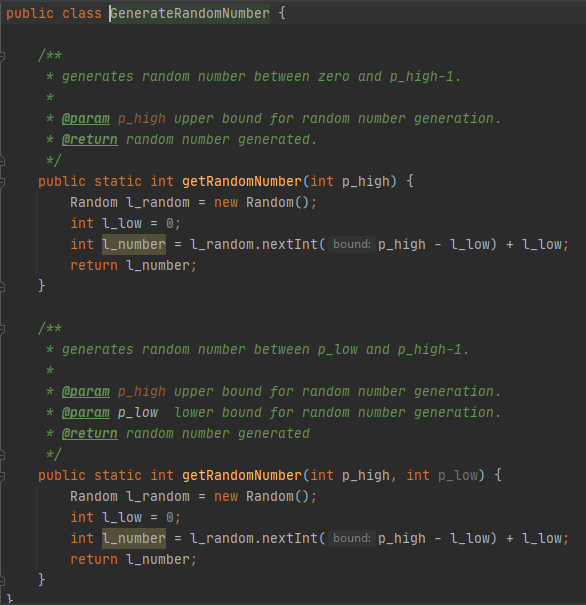 public class GenerateRandomNumber {
/**
* generates random number between zero and p_high-1.
*
* @param p_high upper bound for random number generation.
* @return random number generated.
*/
public static int getRandomNumber(int p_high) {
Random l_random = new Random();
int l_low = 0;
int l_number = l_random.nextInt( bound: p_high - l_low) + l_low;
return l_number;
}
/**
* generates random number between p_low and p_high-1.
*
* @param p_high upper bound for random number generation.
* @param p_low  lower bound for random number generation.
* @return random number generated
*/
public static int getRandomNumber(int p_high, int p_low) {
Random l_random = new Random();
int l_low = 0;
int l_number = l_random.nextInt( bound: p_high - l_low) + l_low;
return l_number;
}
}